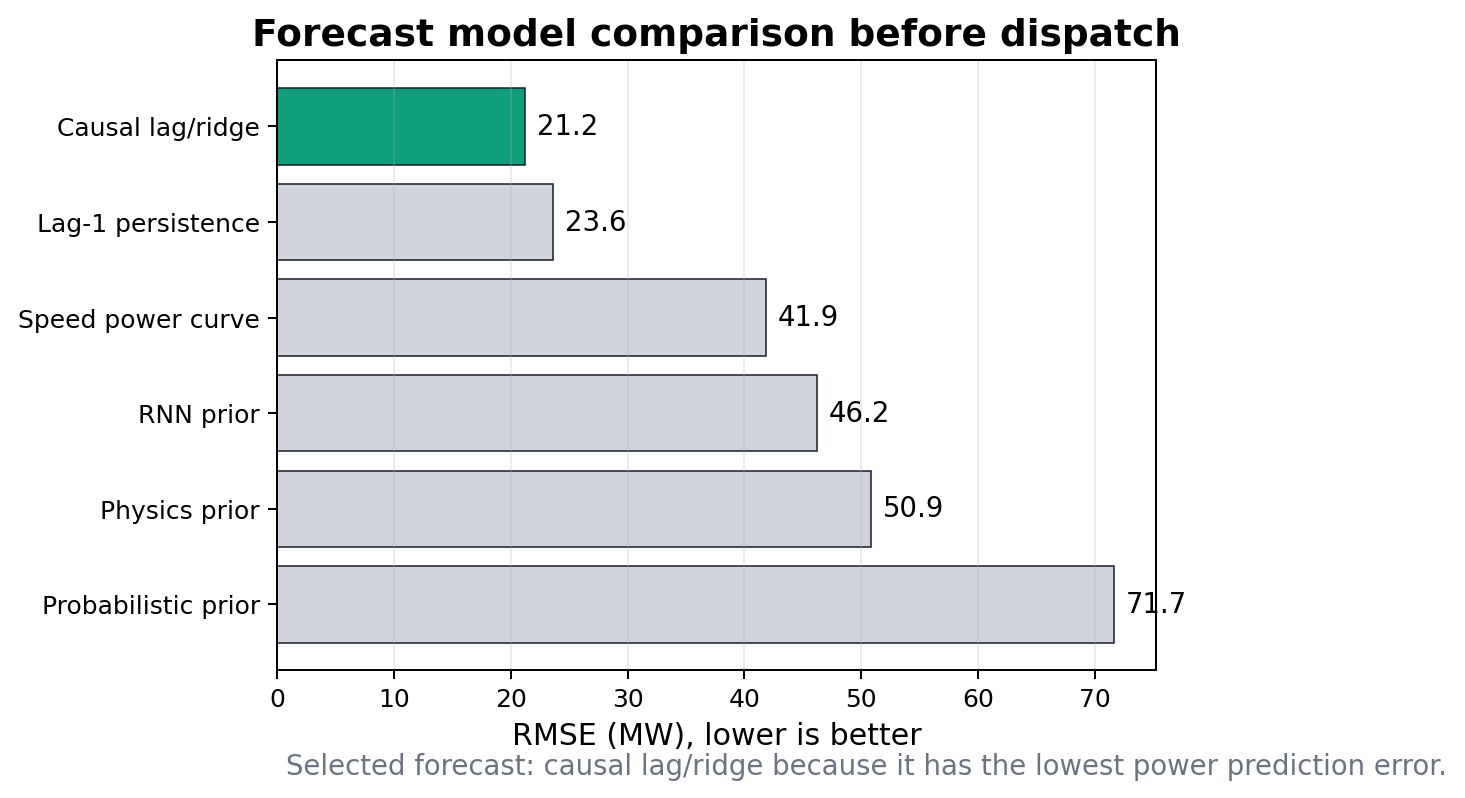 Forecast model comparison before dispatch
Causal lag/ridge
21.2
Lag-1 persistence
23.6
Speed power curve
41.9
RNN prior
46.2
Physics prior
50.9
Probabilistic prior
71.7
0 10 20 30 40 50 60 70
RMSE (MW), lower is better
Selected forecast: causal lag/ridge because it has the lowest power prediction error.